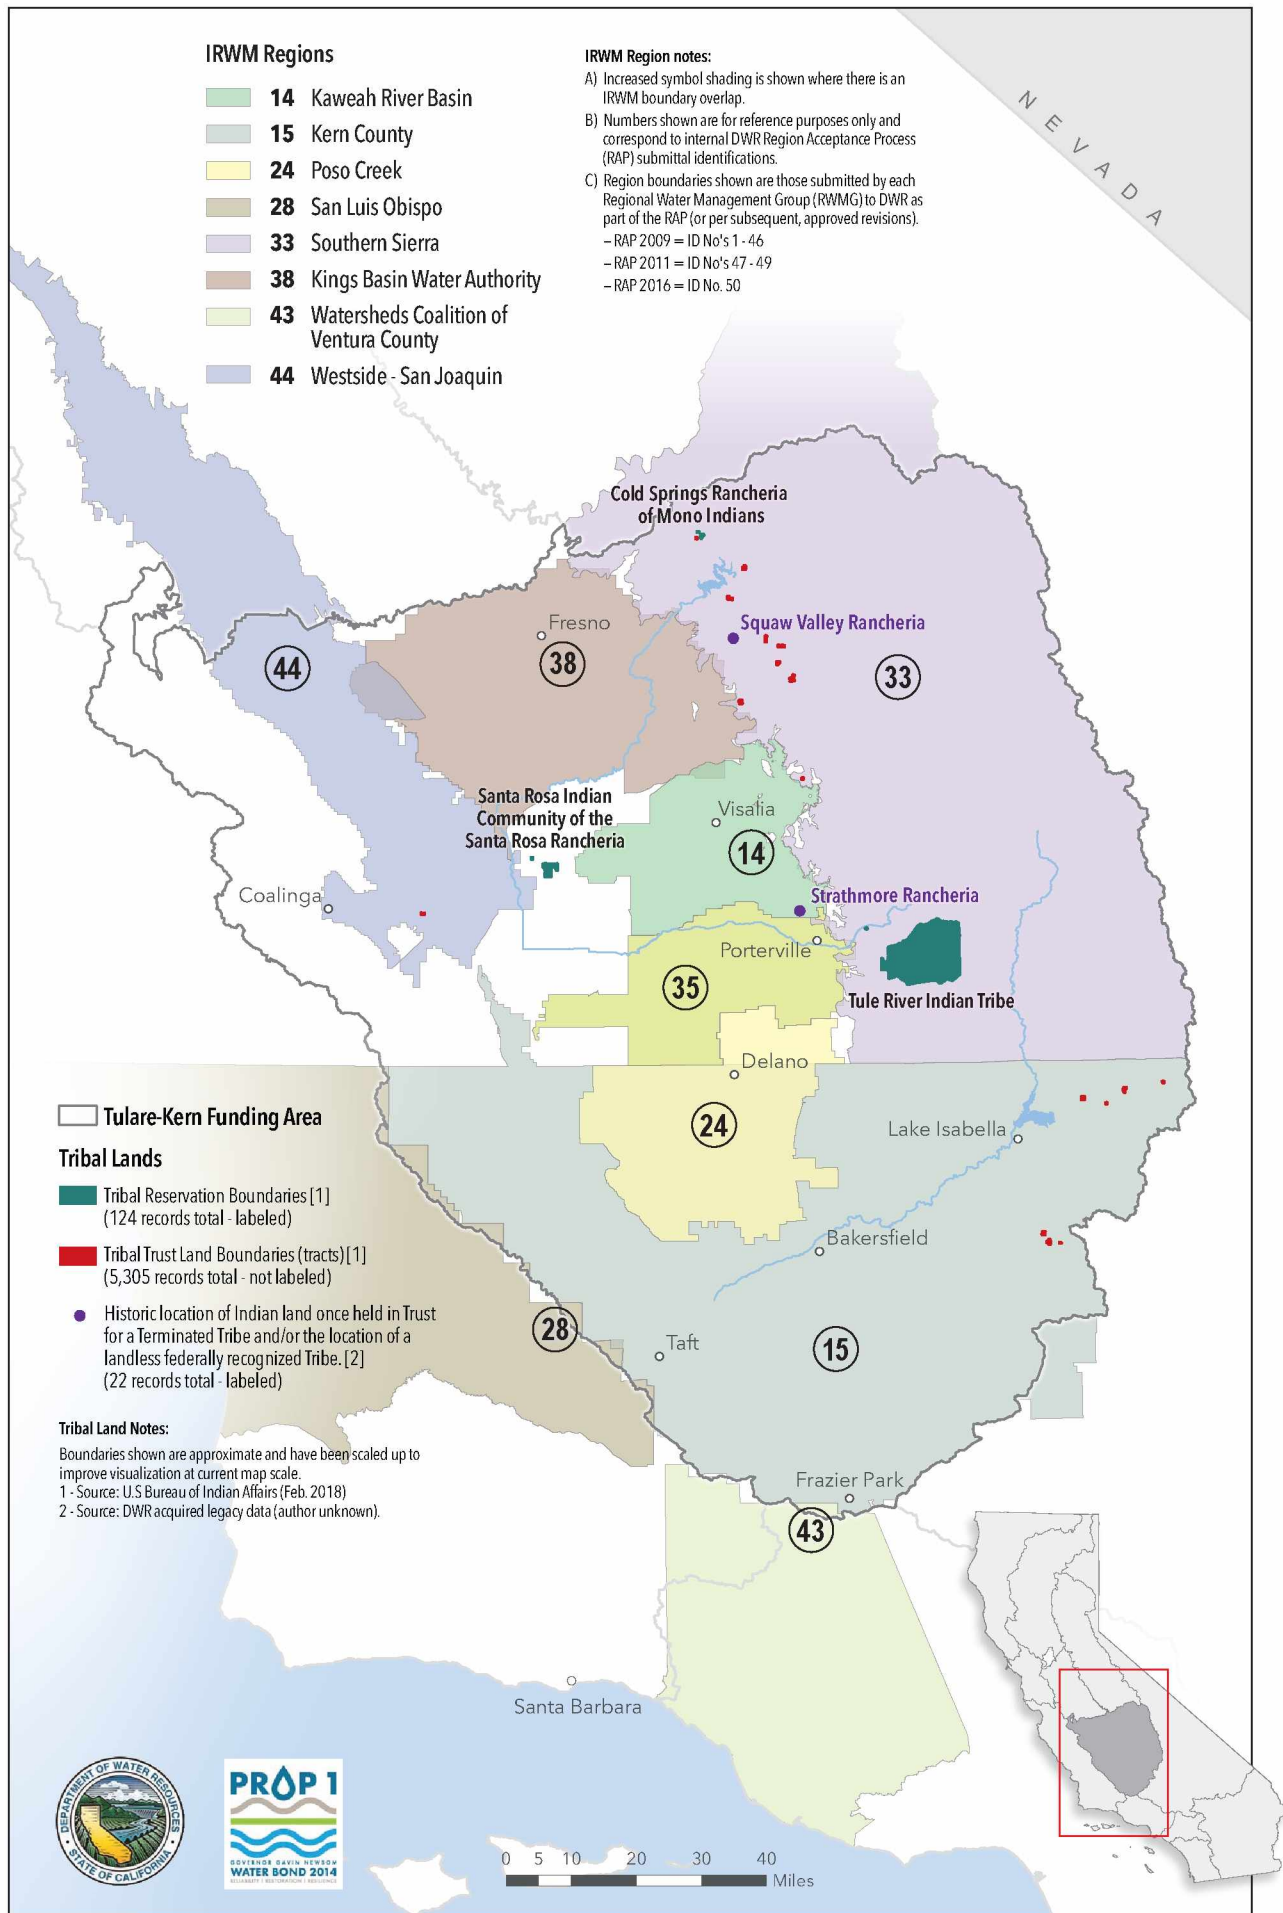 IRWM Regions
14 Kaweah River Basin
15 Kern County
24 Poso Creek
28 San Luis Obispo
33 Southern Sierra
38 Kings Basin Water Authority
43 Watersheds Coalition of
Ventura County
44 Westside - San Joaquin
IRWM Region notes:
A) Increased symbol shading is shown where there is an
IRWM boundary overlap.
B) Numbers shown are for reference purposes only and
correspond to internal DWR Region Acceptance Process
(RAP) submittal identifications.
C) Region boundaries shown are those submitted by each
Regional Water Management Group (RWMG) to DWR as
part of the RAP (or per subsequent, approved revisions).
– RAP 2009 = ID No's 1 - 46
– RAP 2011 = ID No's 47 - 49
– RAP 2016 = ID No. 50
NEVADA
Cold Springs Rancheria
of Mono Indians
Fresno
Squaw Valley Rancheria
44
38
33
Santa Rosa Indian
Community of the
Santa Rosa Rancheria
Visalia
14
Coalinga
Strathmore Rancheria
Porterville
35
Tule River Indian Tribe
Delano
24
Lake Isabella
Bakersfield
28
Taft
15
Frazier Park
43
Santa Barbara
Tulare-Kern Funding Area
Tribal Lands
Tribal Reservation Boundaries [1]
(124 records total - labeled)
Tribal Trust Land Boundaries (tracts) [1]
(5,305 records total - not labeled)
Historic location of Indian land once held in Trust
for a Terminated Tribe and/or the location of a
landless federally recognized Tribe. [2]
(22 records total - labeled)
Tribal Land Notes:
Boundaries shown are approximate and have been scaled up to
improve visualization at current map scale.
1 - Source: U.S Bureau of Indian Affairs (Feb. 2018)
2 - Source: DWR acquired legacy data (author unknown).
DEPARTMENT OF WATER RESOURCES
STATE OF CALIFORNIA
PROP 1
GOVERNOR GAVIN NEWSOM
WATER BOND 2014
RELIABILITY | RESTORATION | RESILIENCE
0 5 10 20 30 40
Miles